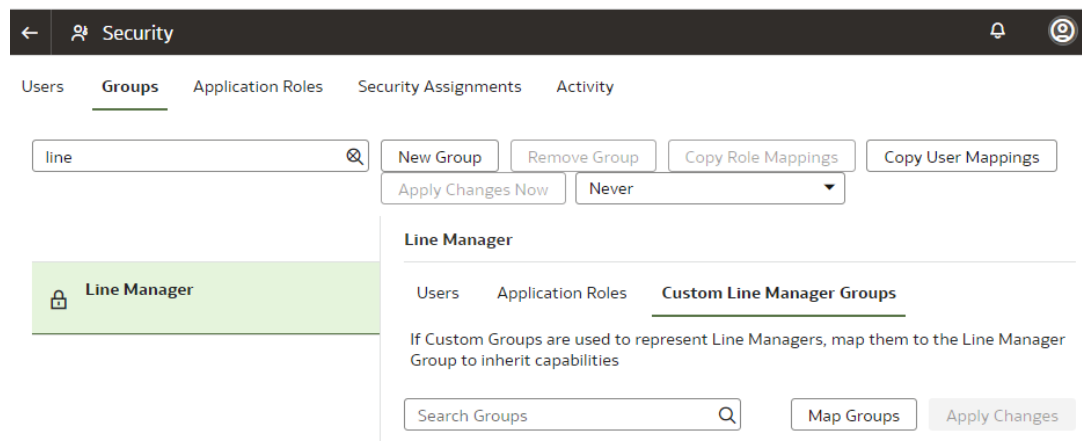 Security
Users Groups Application Roles Security Assignments Activity
line New Group Remove Group Copy Role Mappings Copy User Mappings
Apply Changes Now Never
Line Manager
Line Manager
Users Application Roles Custom Line Manager Groups
If Custom Groups are used to represent Line Managers, map them to the Line Manager
Group to inherit capabilities
Search Groups Map Groups Apply Changes